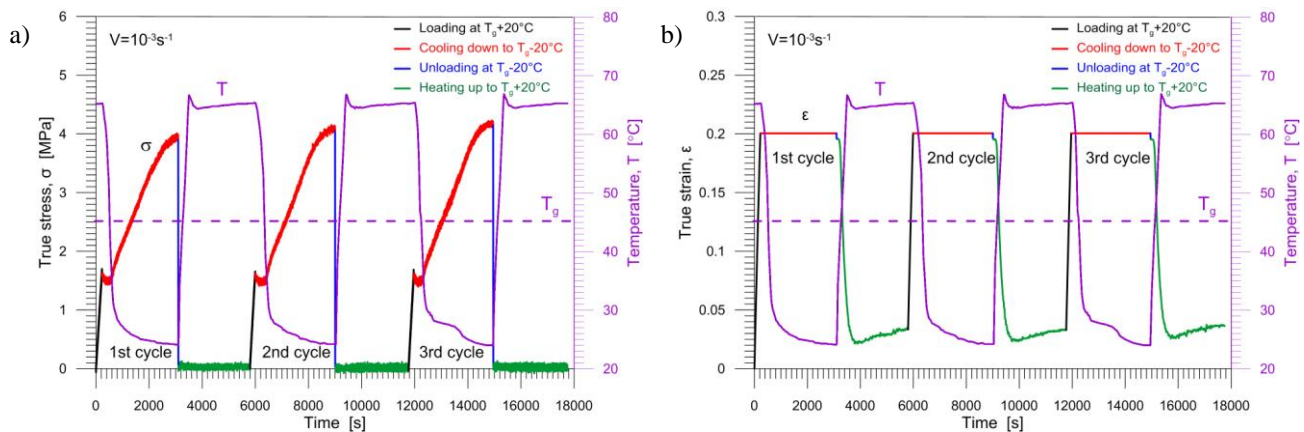 a)
V=10⁻³s⁻¹
Loading at Tg+20°C
Cooling down to Tg-20°C
Unloading at Tg-20°C
Heating up to Tg+20°C
T
σ
Tg
1st cycle
2nd cycle
3rd cycle
True stress, σ [MPa]
6
5
4
3
2
1
0
Temperature, T [°C]
80
70
60
50
40
30
20
0
2000
4000
6000
8000
10000
12000
14000
16000
18000
Time [s]
b)
V=10⁻³s⁻¹
Loading at Tg+20°C
Cooling down to Tg-20°C
Unloading at Tg-20°C
Heating up to Tg+20°C
T
ε
1st cycle
2nd cycle
3rd cycle
Tg
True strain, ε
0.3
0.25
0.2
0.15
0.1
0.05
0
Temperature, T [°C]
80
70
60
50
40
30
20
0
2000
4000
6000
8000
10000
12000
14000
16000
18000
Time [s]